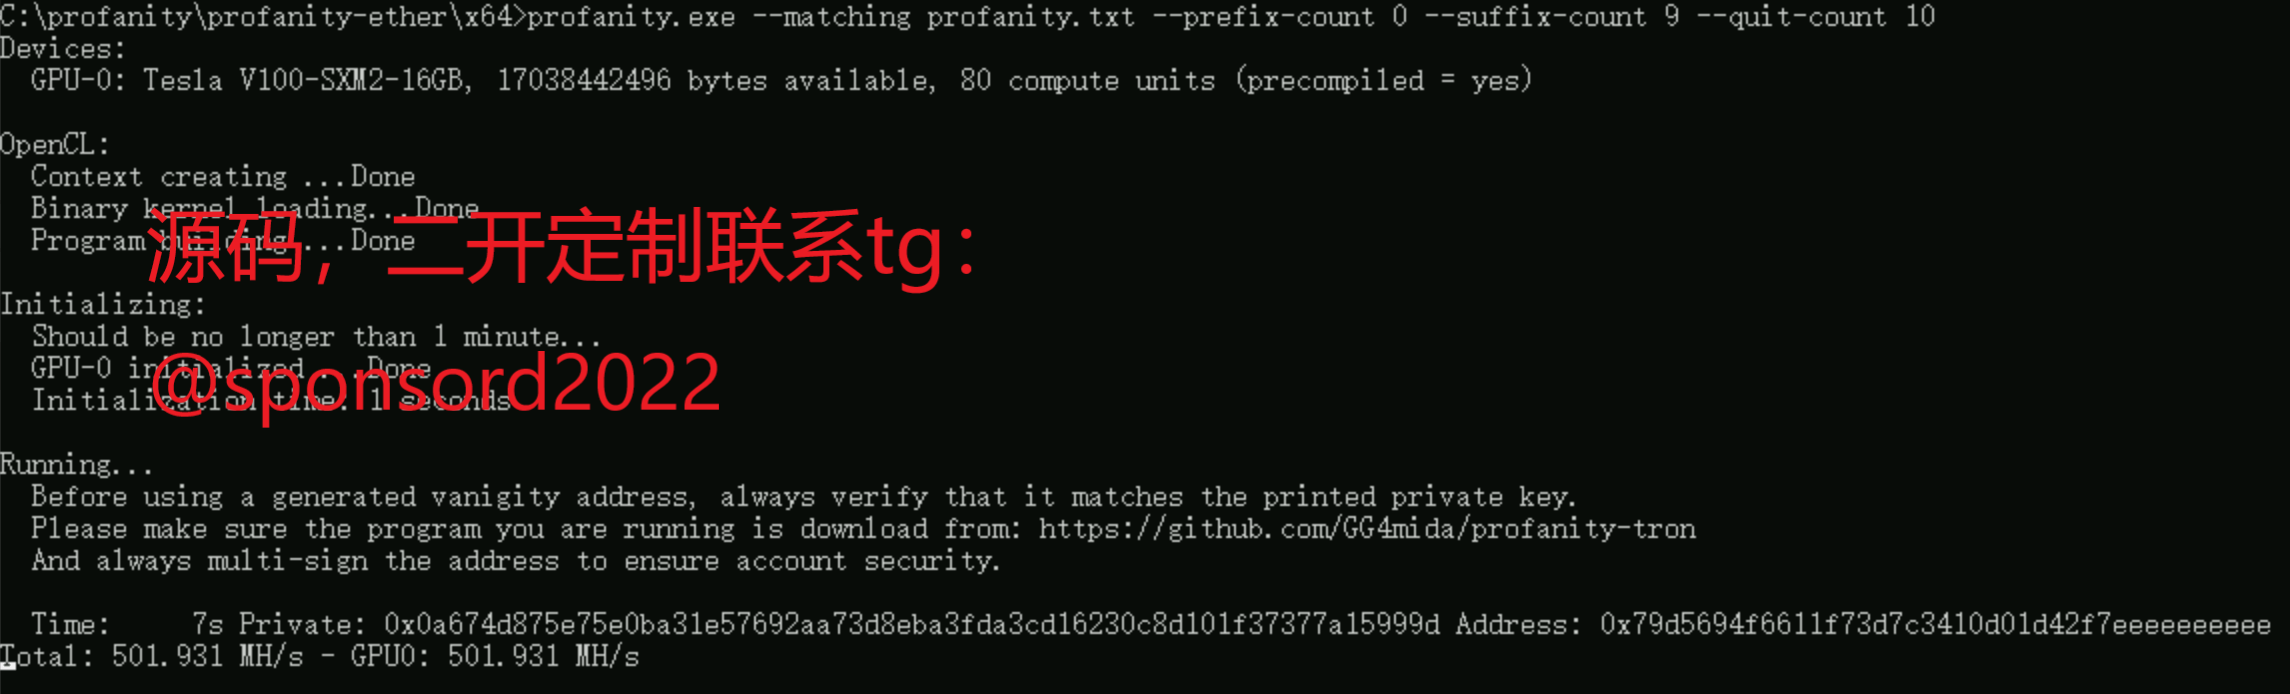 C:\profanity\profanity-ether\x64>profanity.exe --matching profanity.txt --prefix-count 0 --suffix-count 9 --quit-count 10
Devices:
GPU-0: Tesla V100-SXM2-16GB, 17038442496 bytes available, 80 compute units (precompiled = yes)
OpenCL:
Context creating ...Done
Binary kernel loading...Done
Program building ...Done
源码，二开定制联系tg：
Initializing:
Should be no longer than 1 minute...
GPU-0 initialized ...Done
@sponsord2022
Initialization time: 1 seconds
Running...
Before using a generated vanigity address, always verify that it matches the printed private key.
Please make sure the program you are running is download from: https://github.com/GG4mida/profanity-tron
And always multi-sign the address to ensure account security.
Time: 7s Private: 0x0a674d875e75e0ba31e57692aa73d8eba3fda3cd16230c8d101f37377a15999d Address: 0x79d5694f6611f73d7c3410d01d42f7eeeeeeeeee
Total: 501.931 MH/s - GPU0: 501.931 MH/s